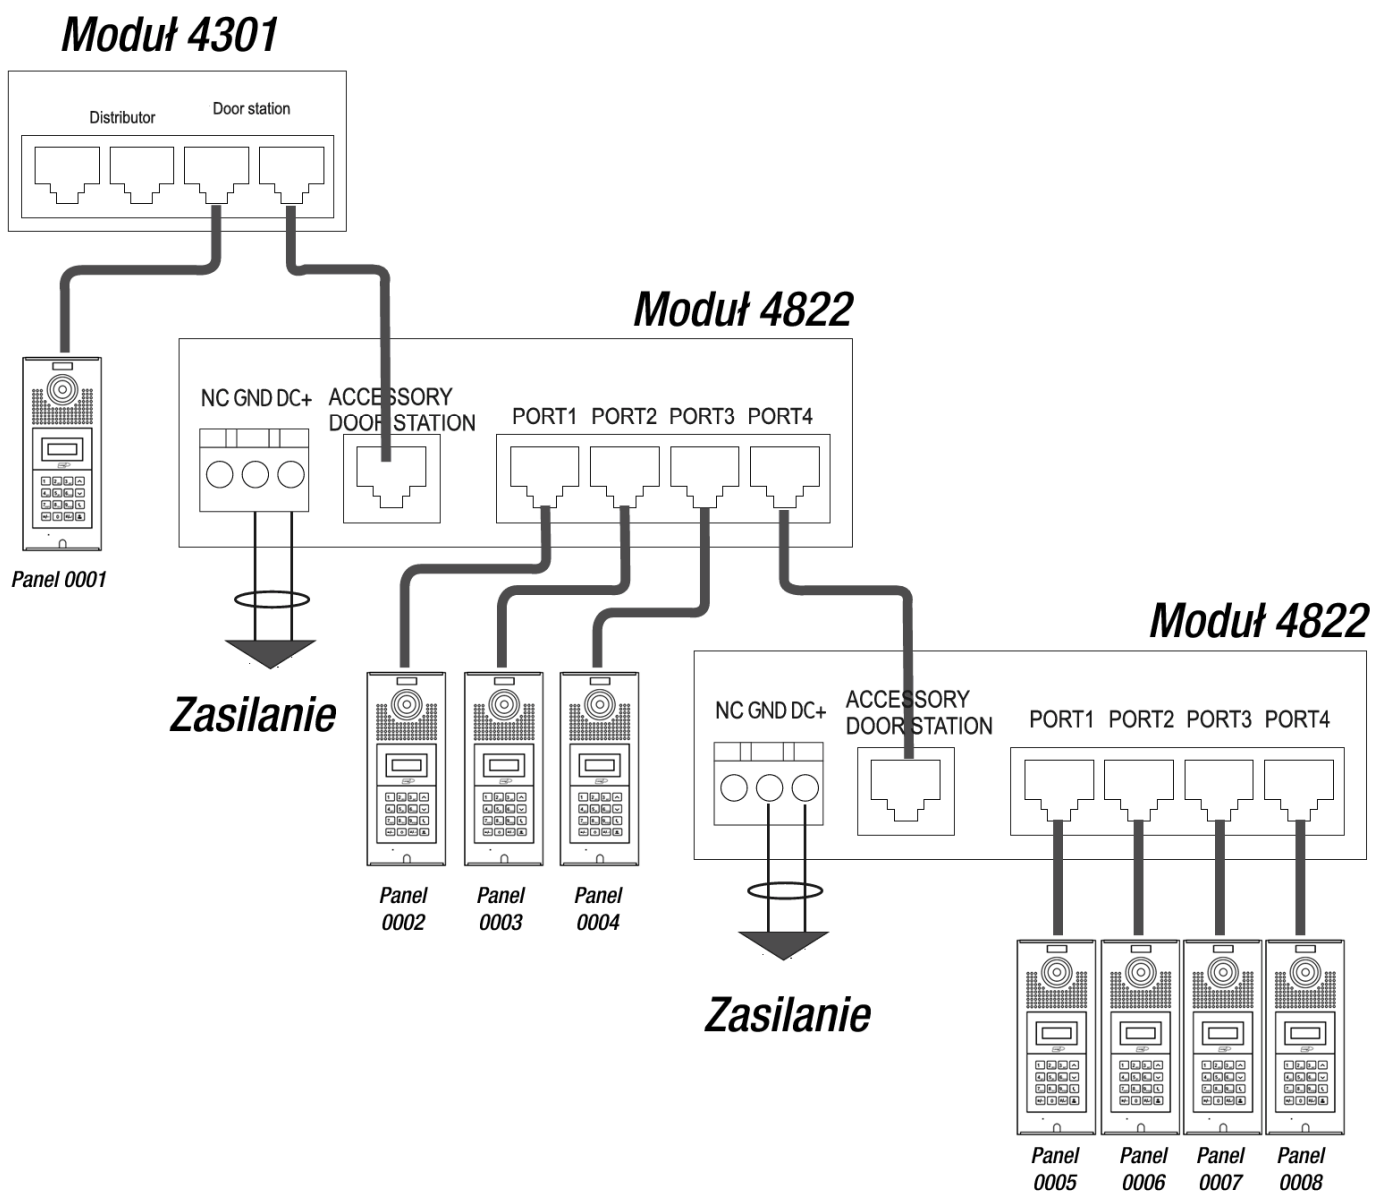 Moduł 4301
Distributor
Door station
Moduł 4822
NC GND DC+
ACCESSORY
DOOR STATION
PORT1 PORT2 PORT3 PORT4
Panel 0001
Zasilanie
Panel
0002
Panel
0003
Panel
0004
Moduł 4822
NC GND DC+
ACCESSORY
DOOR STATION
PORT1 PORT2 PORT3 PORT4
Zasilanie
Panel
0005
Panel
0006
Panel
0007
Panel
0008